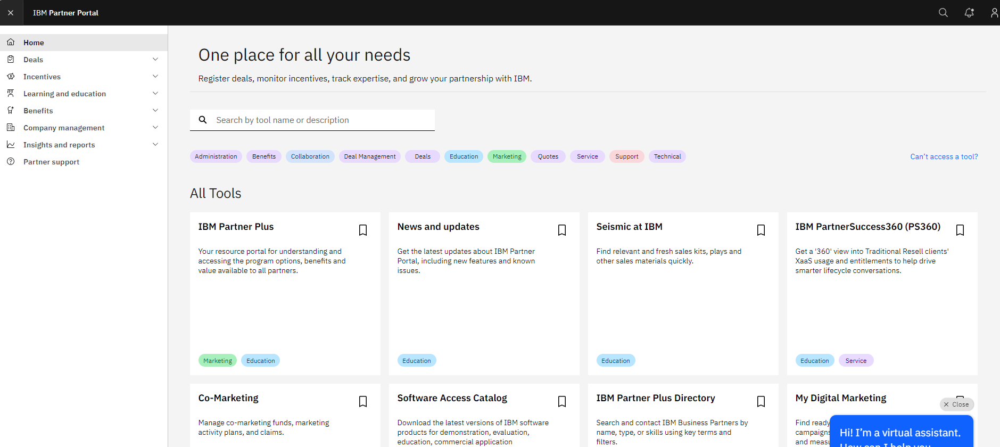 IBM Partner Portal
Home
Deals
Incentives
Learning and education
Benefits
Company management
Insights and reports
Partner support
One place for all your needs
Register deals, monitor incentives, track expertise, and grow your partnership with IBM.
Search by tool name or description
Administration Benefits Collaboration Deal Management Deals Education Marketing Quotes Service Support Technical
Can't access a tool?
All Tools
IBM Partner Plus
Your resource portal for understanding and
accessing the program options, benefits and
value available to all partners.
Marketing Education
News and updates
Get the latest updates about IBM Partner
Portal, including new features and known
issues.
Education
Seismic at IBM
Find relevant and fresh sales kits, plays and
other sales materials quickly.
Education
IBM PartnerSuccess360 (PS360)
Get a '360' view into Traditional Resell clients'
XaaS usage and entitlements to help drive
smarter lifecycle conversations.
Education Service
Co-Marketing
Manage co-marketing funds, marketing
activity plans, and claims.
Software Access Catalog
Download the latest versions of IBM software
products for demonstration, evaluation,
education, commercial application
IBM Partner Plus Directory
Search and contact IBM Business Partners by
name, type, or skills using key terms and
filters.
My Digital Marketing
Find ready
campaigns
and
Close
Hi! I'm a virtual assistant.
How can I help you